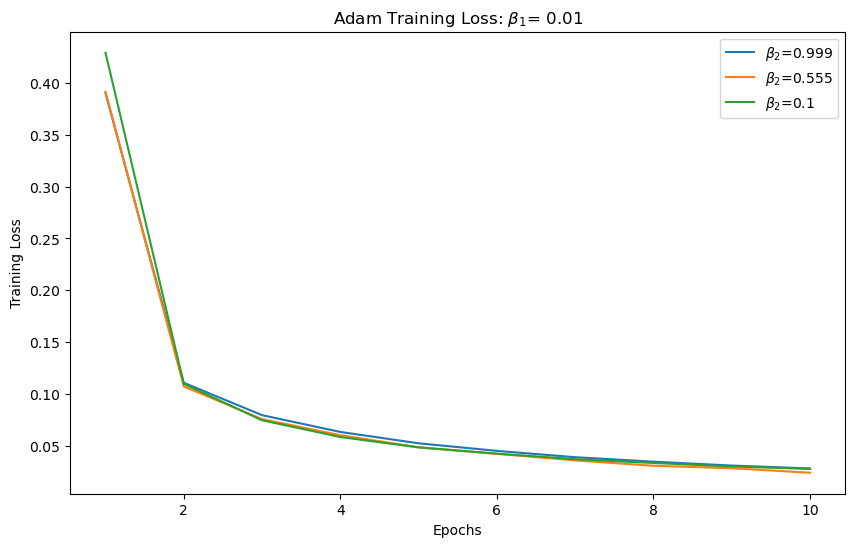 Adam Training Loss: β₁= 0.01
β₂=0.999
β₂=0.555
β₂=0.1
Training Loss
0.40
0.35
0.30
0.25
0.20
0.15
0.10
0.05
2 4 6 8 10
Epochs